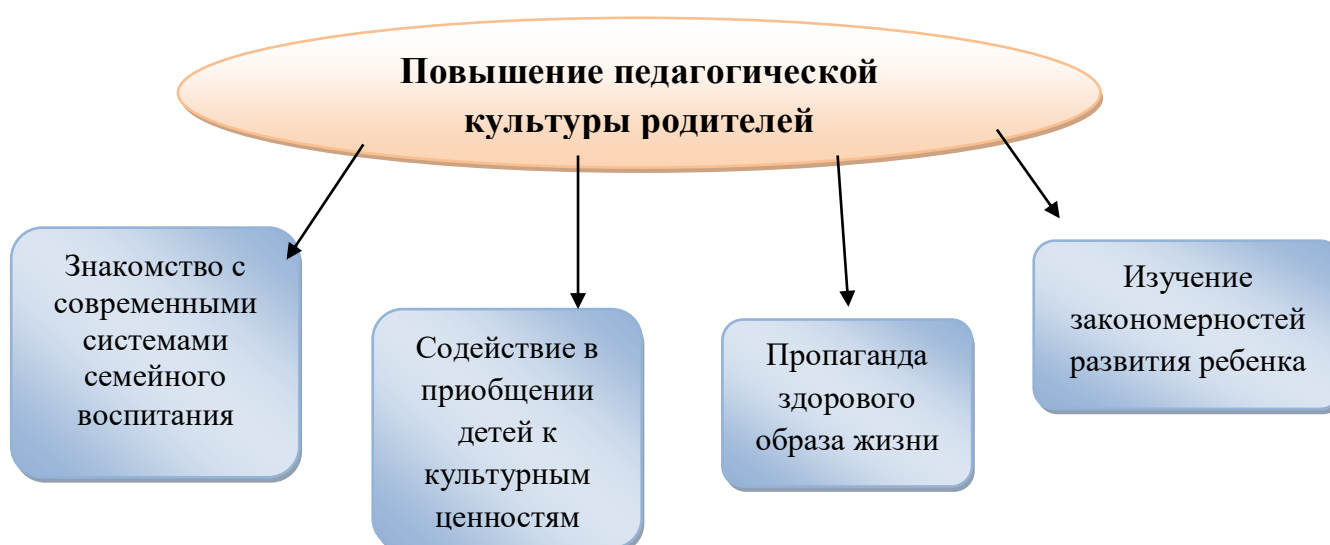 Повышение педагогической
культуры родителей
Знакомство с
современными
системами
семейного
воспитания
Содействие в
приобщении
детей к
культурным
ценностям
Пропаганда
здорового
образа жизни
Изучение
закономерностей
развития ребенка